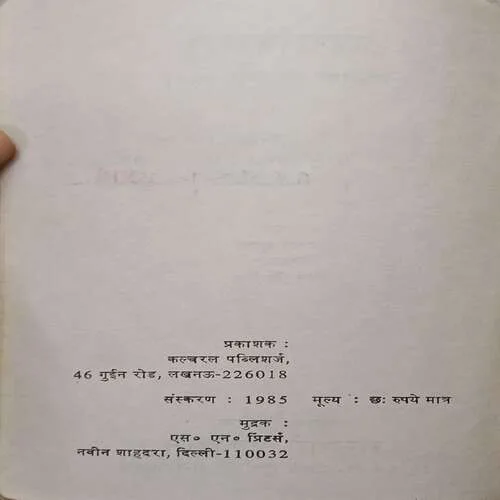 प्रकाशक :
कल्चरल पब्लिशर्ज,
46 गुईन रोड, लखनऊ-226018
संस्करण : 1985 मूल्य : छः रुपये मात्र
मुद्रक :
एस० एन० प्रिंटर्स,
नवीन शाहदरा, दिल्ली-110032